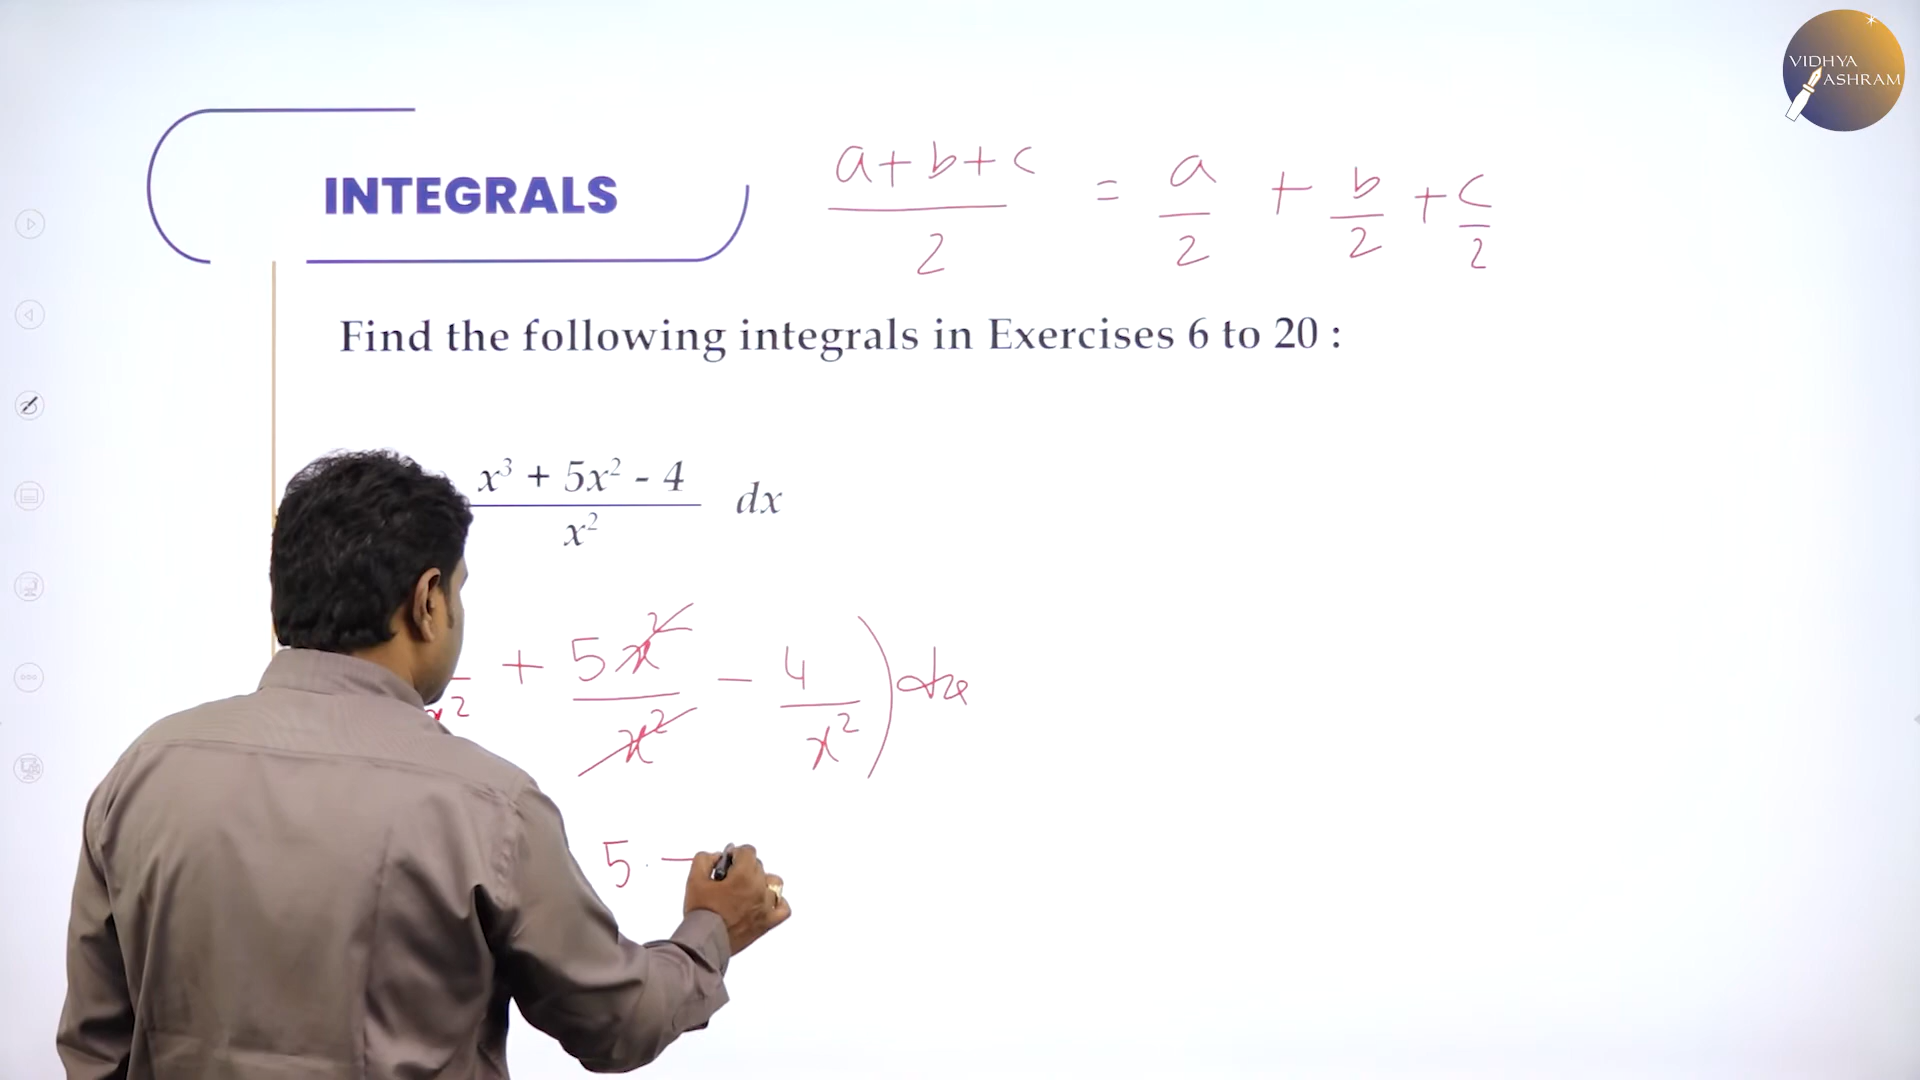 VIDHYA
ASHRAM
INTEGRALS
a+b+c / 2 = a/2 + b/2 + c/2
Find the following integrals in Exercises 6 to 20 :
x³ + 5x² - 4 / x² dx
x² + 5x²/x² - 4/x² ) dx
5. -